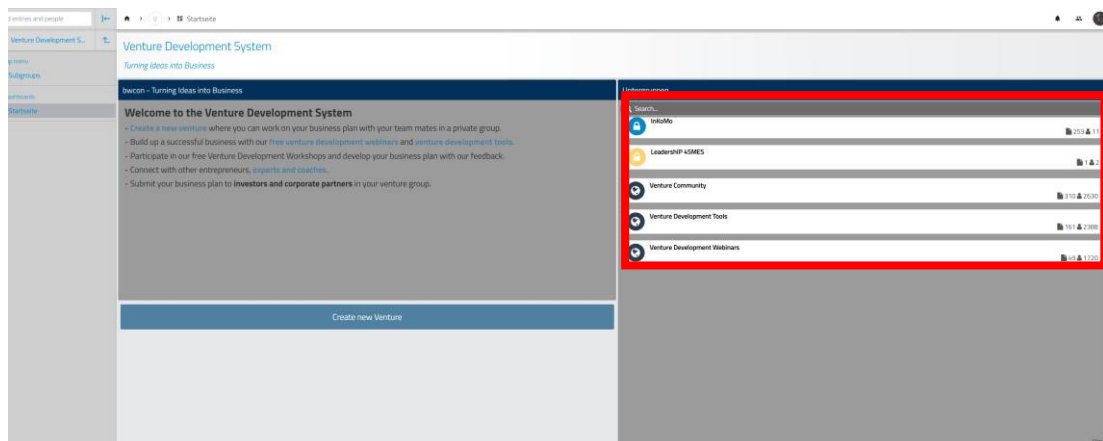 entries and people
Startseite
Venture Development S...
Subgroups
Startseite
Venture Development System
Turning Ideas into Business
bwcon - Turning Ideas into Business
Welcome to the Venture Development System
- Create a new venture where you can work on your business plan with your team mates in a private group.
- Build up a successful business with our free venture development webinars and venture development tools.
- Participate in our free Venture Development Workshops and develop your business plan with our feedback.
- Connect with other entrepreneurs, experts and coaches.
- Submit your business plan to investors and corporate partners in your venture group.
Create new Venture
Untergruppen
Search...
InKoMo
253 11
LeadershIP 4SMES
1 2
Venture Community
310 2630
Venture Development Tools
161 2308
Venture Development Webinars
49 1720